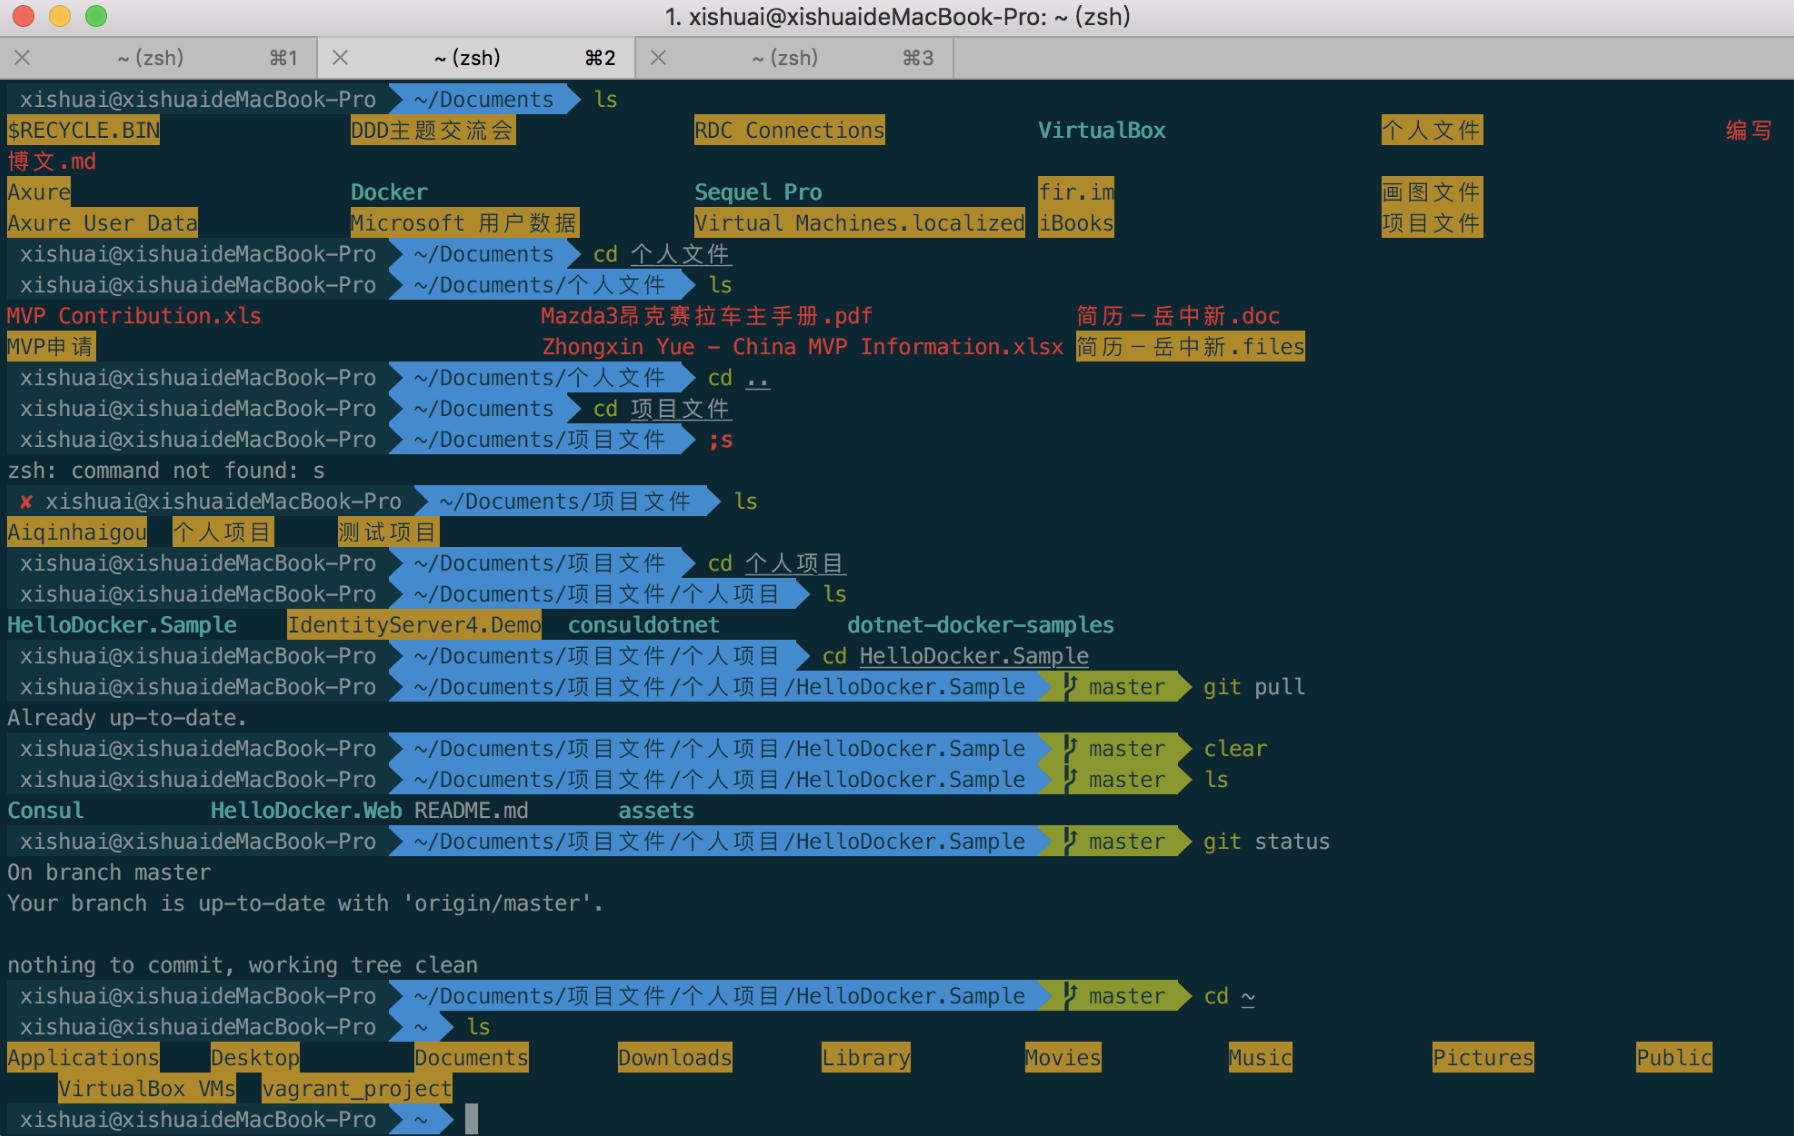 1. xishuai@xishuaideMacBook-Pro: ~ (zsh)
~ (zsh) ⌘1 ~ (zsh) ⌘2 ~ (zsh) ⌘3
xishuai@xishuaideMacBook-Pro ~/Documents ls
$RECYCLE.BIN DDD主题交流会 RDC Connections VirtualBox 个人文件 编写
博文.md
Axure Docker Sequel Pro fir.im 画图文件
Axure User Data Microsoft 用户数据 Virtual Machines.localized iBooks 项目文件
xishuai@xishuaideMacBook-Pro ~/Documents cd 个人文件
xishuai@xishuaideMacBook-Pro ~/Documents/个人文件 ls
MVP Contribution.xls Mazda3昂克赛拉车主手册.pdf 简历－岳中新.doc
MVP申请 Zhongxin Yue - China MVP Information.xlsx 简历－岳中新.files
xishuai@xishuaideMacBook-Pro ~/Documents/个人文件 cd ..
xishuai@xishuaideMacBook-Pro ~/Documents cd 项目文件
xishuai@xishuaideMacBook-Pro ~/Documents/项目文件 ;s
zsh: command not found: s
✘ xishuai@xishuaideMacBook-Pro ~/Documents/项目文件 ls
Aiqinhaigou 个人项目 测试项目
xishuai@xishuaideMacBook-Pro ~/Documents/项目文件 cd 个人项目
xishuai@xishuaideMacBook-Pro ~/Documents/项目文件/个人项目 ls
HelloDocker.Sample IdentityServer4.Demo consuldotnet dotnet-docker-samples
xishuai@xishuaideMacBook-Pro ~/Documents/项目文件/个人项目 cd HelloDocker.Sample
xishuai@xishuaideMacBook-Pro ~/Documents/项目文件/个人项目/HelloDocker.Sample master git pull
Already up-to-date.
xishuai@xishuaideMacBook-Pro ~/Documents/项目文件/个人项目/HelloDocker.Sample master clear
xishuai@xishuaideMacBook-Pro ~/Documents/项目文件/个人项目/HelloDocker.Sample master ls
Consul HelloDocker.Web README.md assets
xishuai@xishuaideMacBook-Pro ~/Documents/项目文件/个人项目/HelloDocker.Sample master git status
On branch master
Your branch is up-to-date with 'origin/master'.
nothing to commit, working tree clean
xishuai@xishuaideMacBook-Pro ~/Documents/项目文件/个人项目/HelloDocker.Sample master cd ~
xishuai@xishuaideMacBook-Pro ~ ls
Applications Desktop Documents Downloads Library Movies Music Pictures Public
VirtualBox VMs vagrant_project
xishuai@xishuaideMacBook-Pro ~